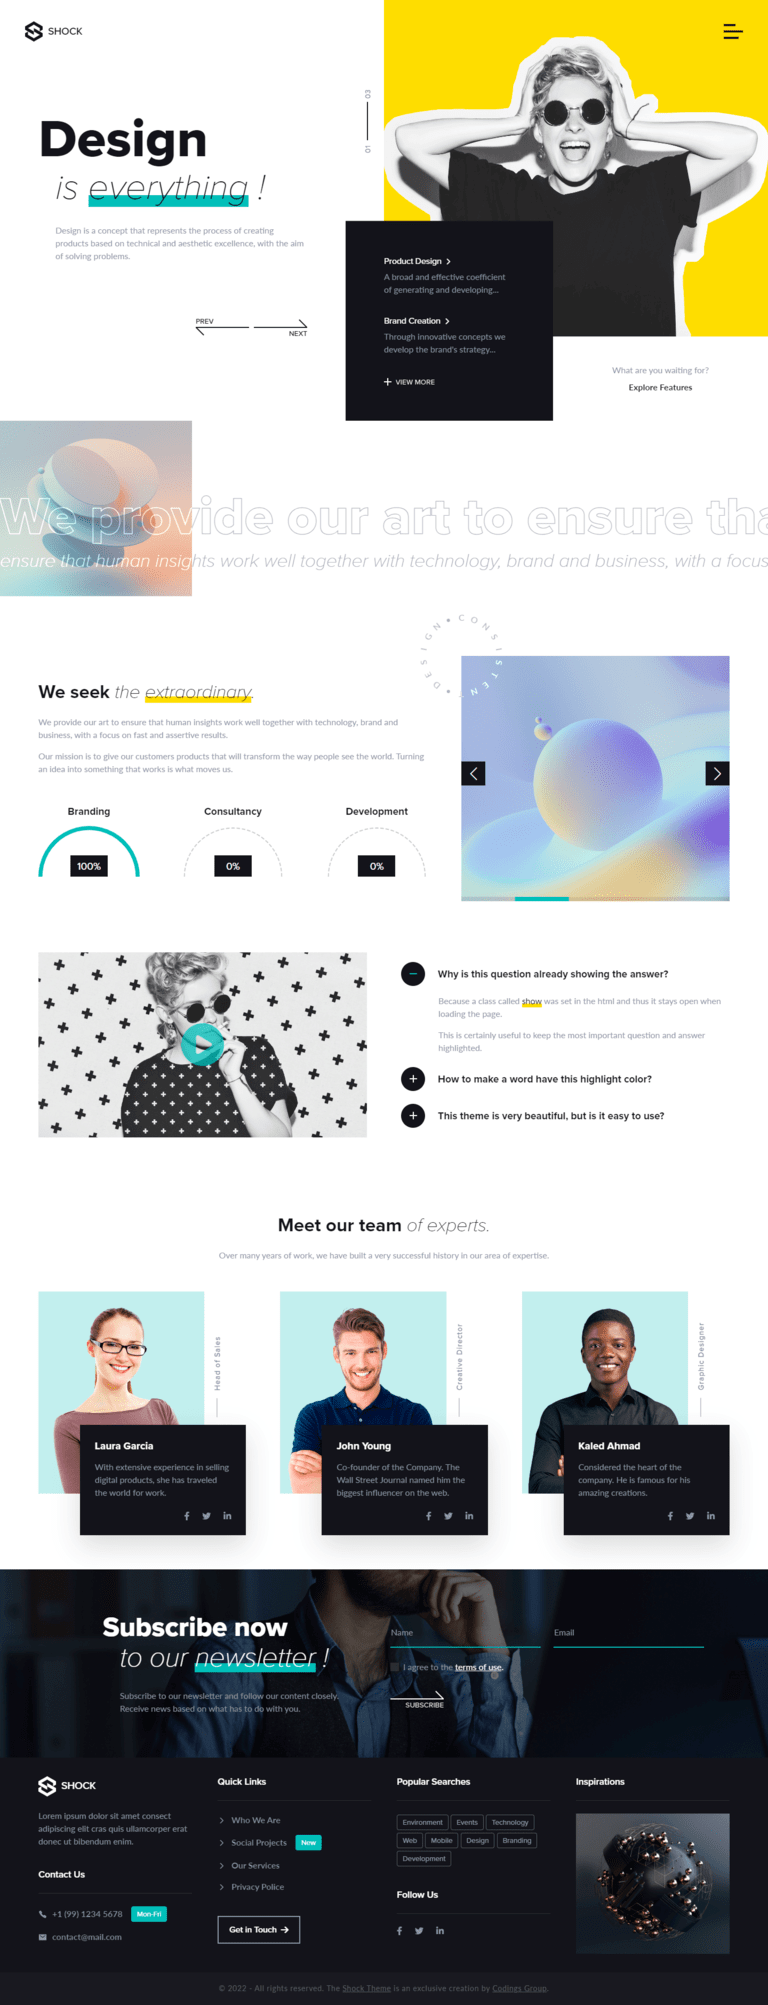 SHOCK
03
01
Design
is everything !
Design is a concept that represents the process of creating
products based on technical and aesthetic excellence, with the aim
of solving problems.
PREV
NEXT
Product Design
A broad and effective coefficient
of generating and developing...
Brand Creation
Through innovative concepts we
develop the brand's strategy...
VIEW MORE
What are you waiting for?
Explore Features
We provide our art to ensure tha
ensure that human insights work well together with technology, brand and business, with a focus
DESIGN • CONSISTENT •
We seek the extraordinary.
We provide our art to ensure that human insights work well together with technology, brand and
business, with a focus on fast and assertive results.
Our mission is to give our customers products that will transform the way people see the world. Turning
an idea into something that works is what moves us.
Branding
Consultancy
Development
100%
0%
0%
Why is this question already showing the answer?
Because a class called show was set in the html and thus it stays open when
loading the page.
This is certainly useful to keep the most important question and answer
highlighted.
How to make a word have this highlight color?
This theme is very beautiful, but is it easy to use?
Meet our team of experts.
Over many years of work, we have built a very successful history in our area of expertise.
Head of Sales
Laura Garcia
With extensive experience in selling
digital products, she has traveled
the world for work.
Creative Director
John Young
Co-founder of the Company. The
Wall Street Journal named him the
biggest influencer on the web.
Graphic Designer
Kaled Ahmad
Considered the heart of the
company. He is famous for his
amazing creations.
Subscribe now
to our newsletter !
Subscribe to our newsletter and follow our content closely.
Receive news based on what has to do with you.
Name
Email
I agree to the terms of use.
SUBSCRIBE
SHOCK
Lorem ipsum dolor sit amet consect
adipiscing elit cras quis ullamcorper erat
donec ut bibendum enim.
Contact Us
+1 (99) 1234 5678 Mon-Fri
contact@mail.com
Quick Links
Who We Are
Social Projects New
Our Services
Privacy Police
Get in Touch
Popular Searches
Environment Events Technology
Web Mobile Design Branding
Development
Follow Us
Inspirations
© 2022 - All rights reserved. The Shock Theme is an exclusive creation by Codings Group.